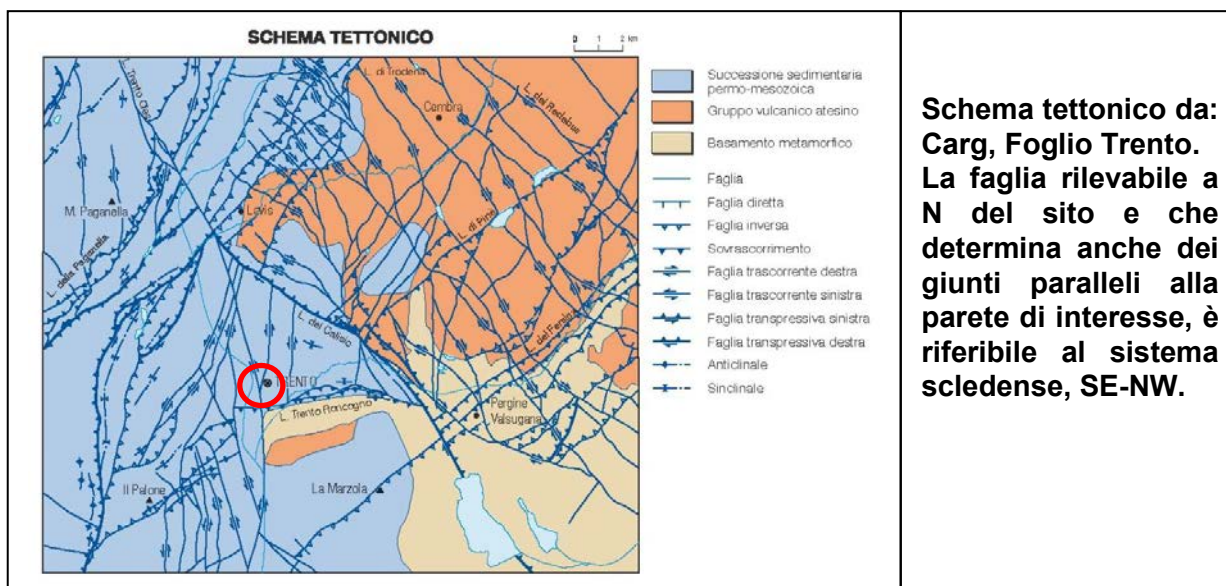 SCHEMA TETTONICO
0 1 2 km
L. Trento Ovest
L. di Trodena
L. del Redebus
Cembra
M. Paganella
Lavis
L. di Pinè
L. della Paganella
L. del Calisio
L. del Fersina
TRENTO
L. Trento Roncogno
Pergine
Valsugana
Il Palone
La Marzola
Successione sedimentaria
permo-mesozoica
Gruppo vulcanico atesino
Basamento metamorfico
Faglia
Faglia diretta
Faglia inversa
Sovrascorrimento
Faglia trascorrente destra
Faglia trascorrente sinistra
Faglia transpressiva sinistra
Faglia transpressiva destra
Anticlinale
Sinclinale
Schema tettonico da:
Carg, Foglio Trento.
La faglia rilevabile a
N del sito e che
determina anche dei
giunti paralleli alla
parete di interesse, è
riferibile al sistema
scledense, SE-NW.